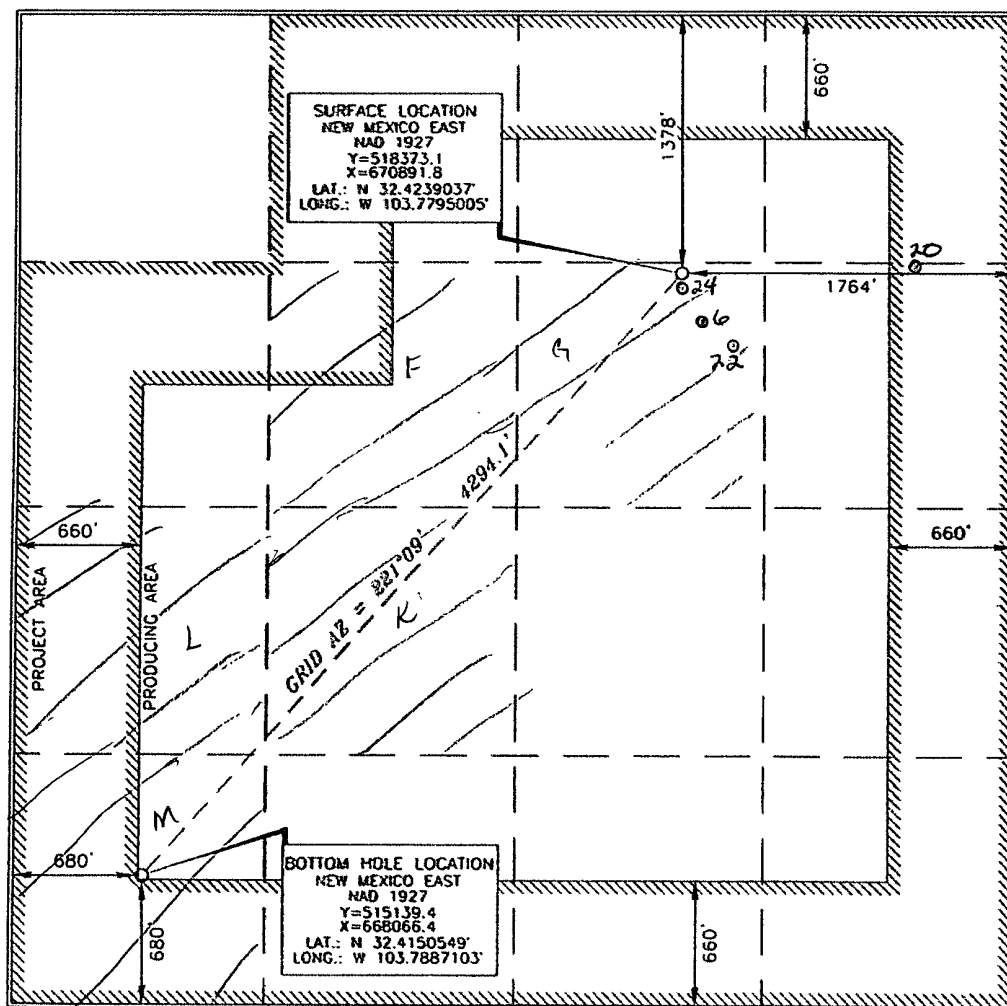 660'
1378'
SURFACE LOCATION
NEW MEXICO EAST
NAD 1927
Y=518373.1
X=670891.8
LAT.: N 32.4239037'
LONG.: W 103.7795005'
20
1764'
24
6
22
F
G
4294.1'
660'
660'
PROJECT AREA
PRODUCING AREA
GRID AZ = 221°09'
K
L
M
680'
680'
BOTTOM HOLE LOCATION
NEW MEXICO EAST
NAD 1927
Y=515139.4
X=668066.4
LAT.: N 32.4150549'
LONG.: W 103.7887103'
660'